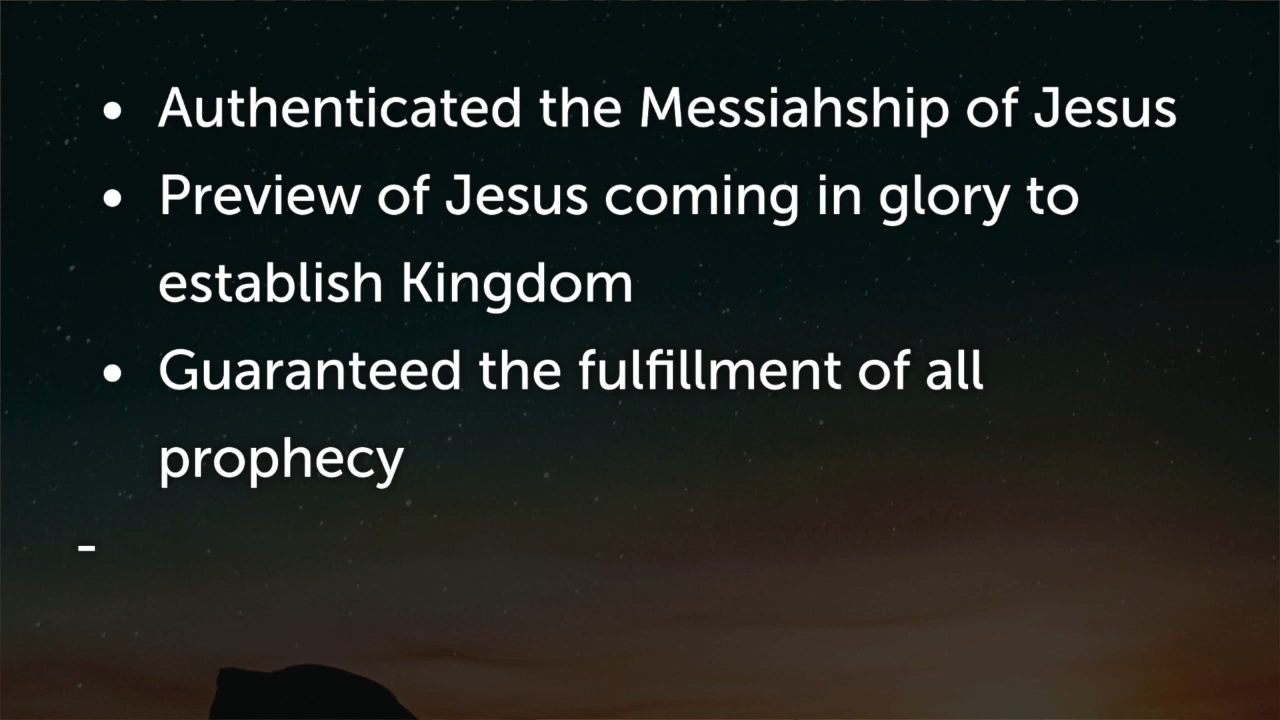 • Authenticated the Messiahship of Jesus
• Preview of Jesus coming in glory to
establish Kingdom
• Guaranteed the fulfillment of all
prophecy
-